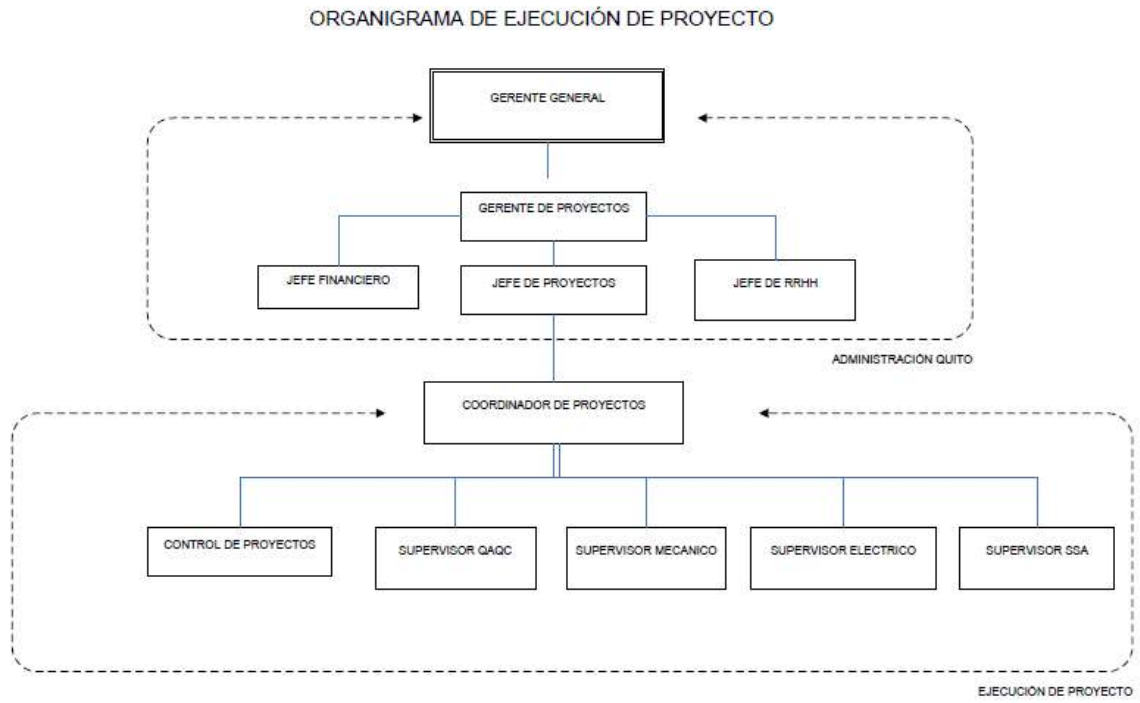 ORGANIGRAMA DE EJECUCIÓN DE PROYECTO
GERENTE GENERAL
GERENTE DE PROYECTOS
JEFE FINANCIERO
JEFE DE PROYECTOS
JEFE DE RRHH
ADMINISTRACIÓN QUITO
COORDINADOR DE PROYECTOS
CONTROL DE PROYECTOS
SUPERVISOR QAQC
SUPERVISOR MECANICO
SUPERVISOR ELECTRICO
SUPERVISOR SSA
EJECUCIÓN DE PROYECTO